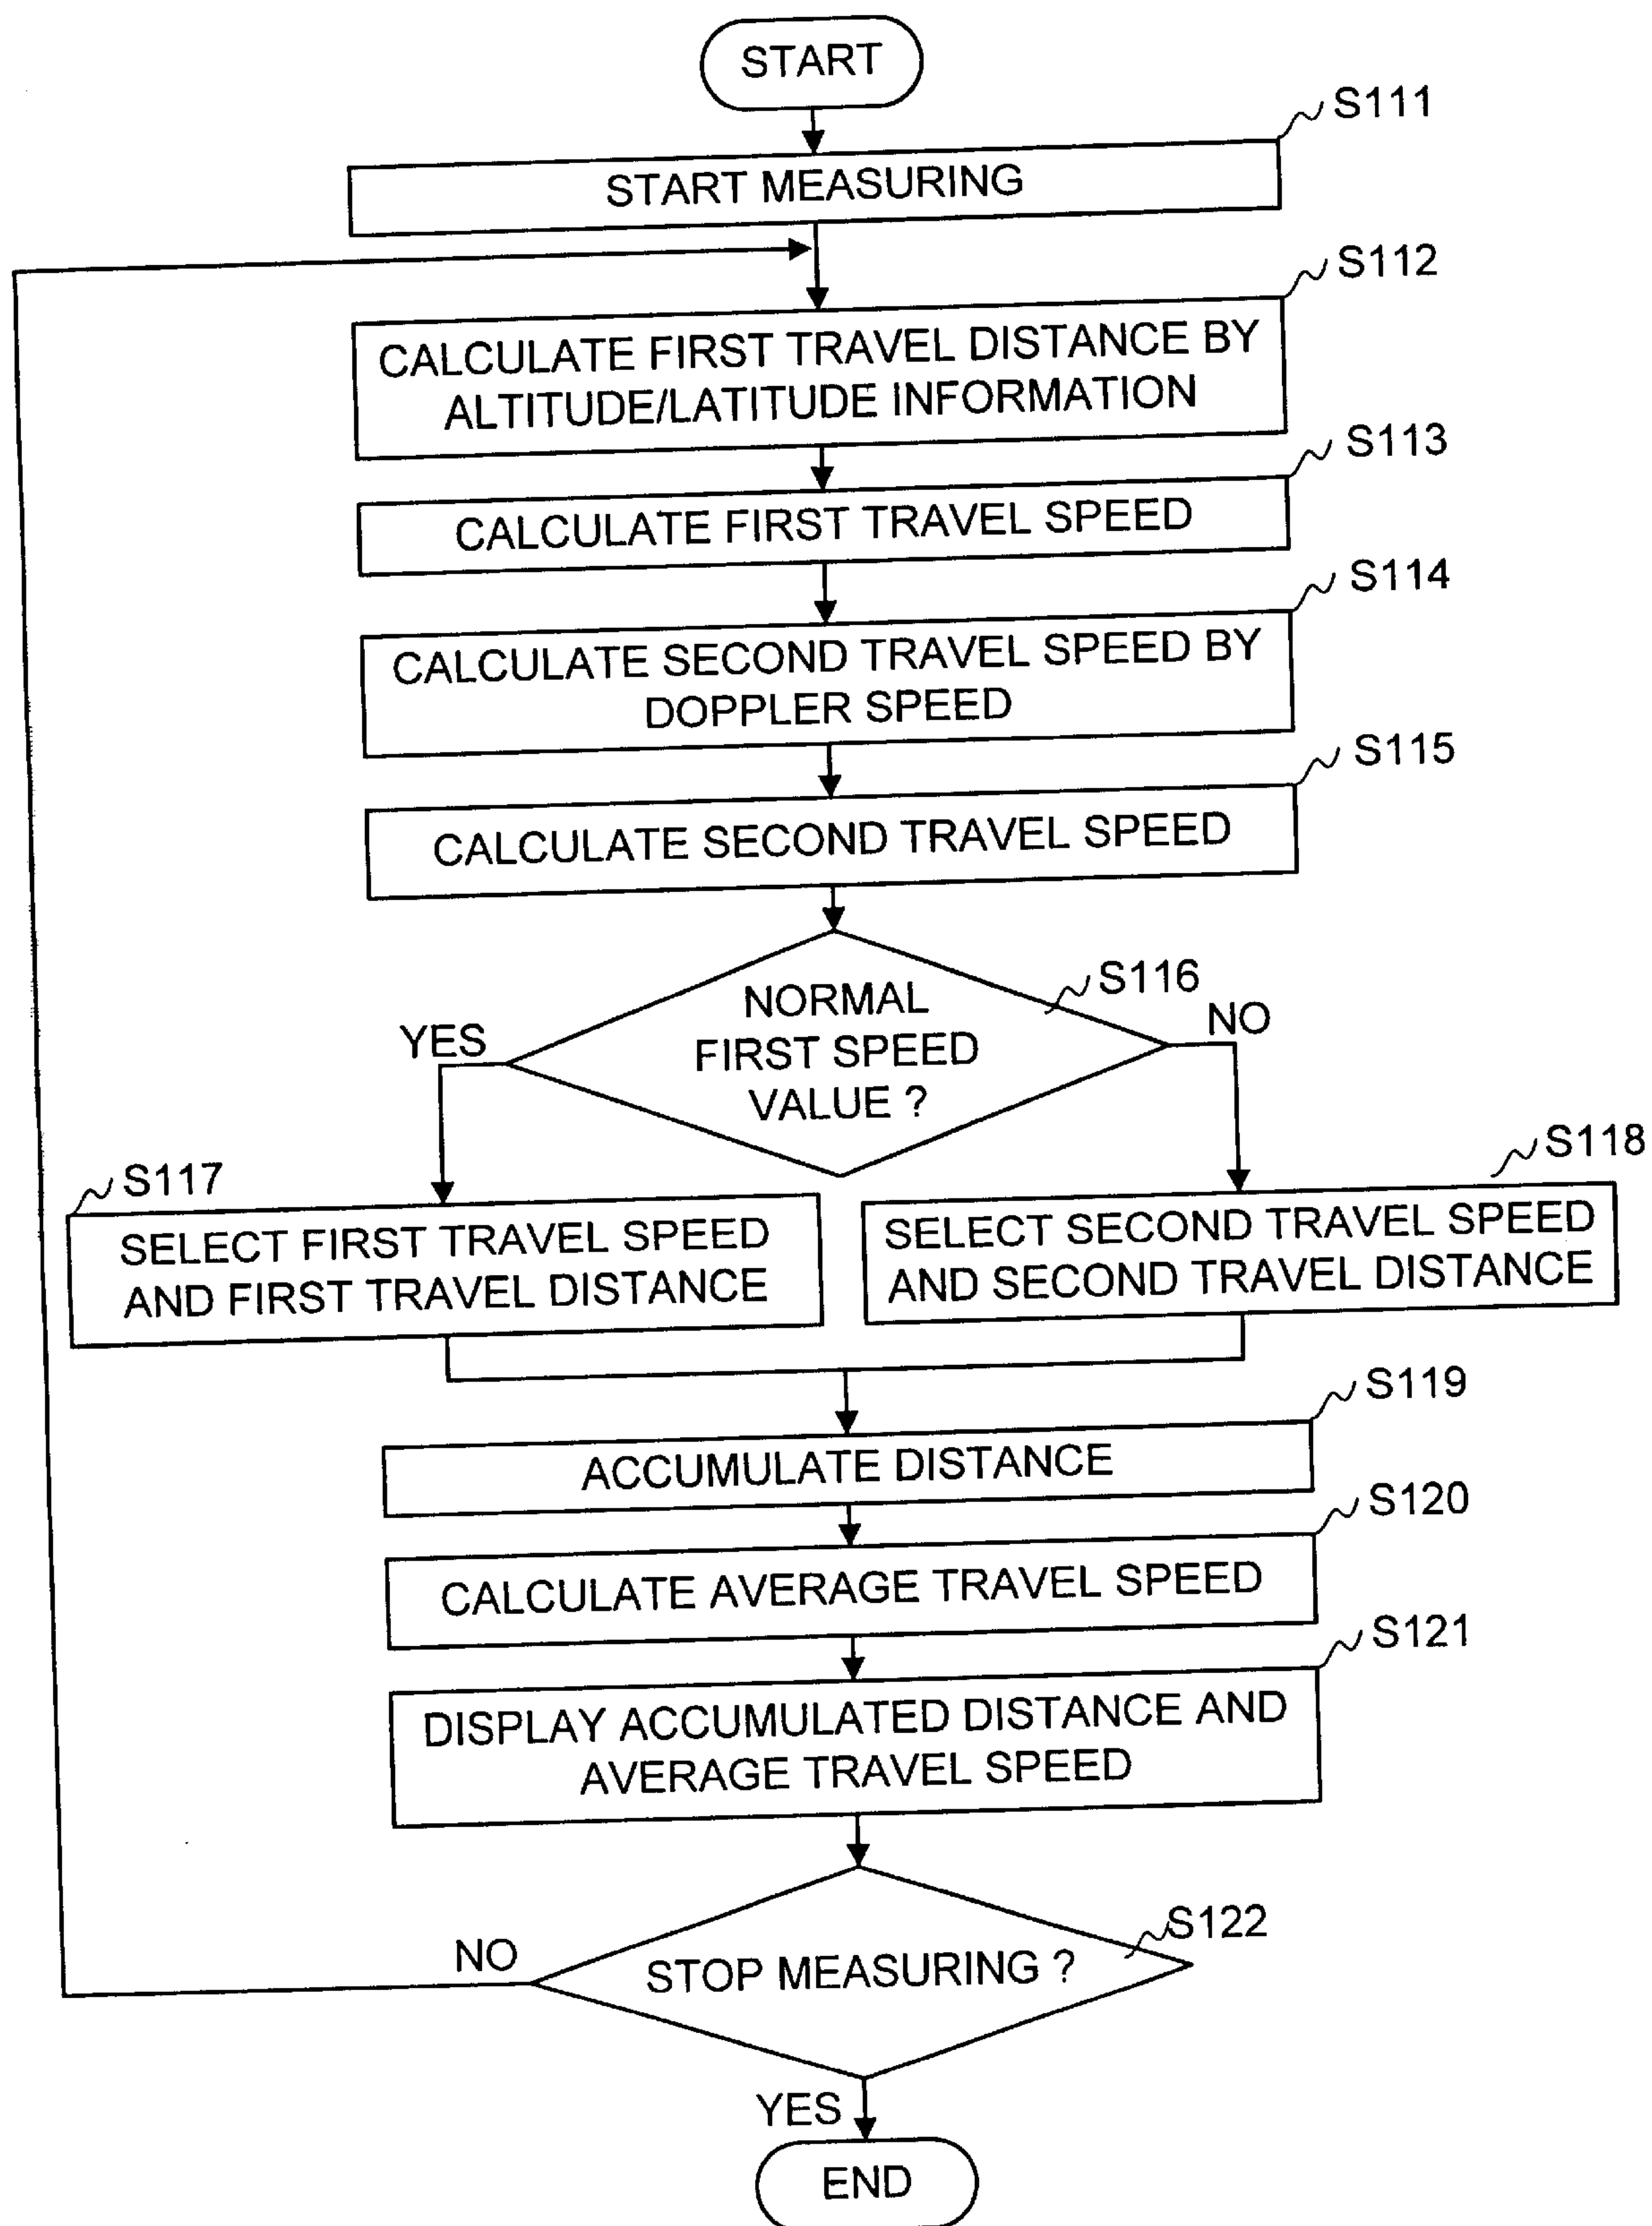 START
S111
START MEASURING
S112
CALCULATE FIRST TRAVEL DISTANCE BY
ALTITUDE/LATITUDE INFORMATION
S113
CALCULATE FIRST TRAVEL SPEED
S114
CALCULATE SECOND TRAVEL SPEED BY
DOPPLER SPEED
S115
CALCULATE SECOND TRAVEL SPEED
S116
NORMAL
FIRST SPEED
VALUE ?
YES
NO
S117
SELECT FIRST TRAVEL SPEED
AND FIRST TRAVEL DISTANCE
S118
SELECT SECOND TRAVEL SPEED
AND SECOND TRAVEL DISTANCE
S119
ACCUMULATE DISTANCE
S120
CALCULATE AVERAGE TRAVEL SPEED
S121
DISPLAY ACCUMULATED DISTANCE AND
AVERAGE TRAVEL SPEED
S122
STOP MEASURING ?
NO
YES
END